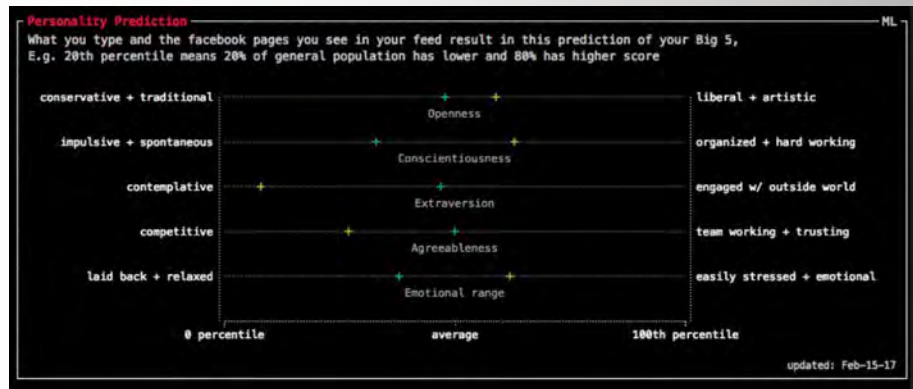 Personality Prediction
ML
What you type and the facebook pages you see in your feed result in this prediction of your Big 5,
E.g. 20th percentile means 20% of general population has lower and 80% has higher score
conservative + traditional
liberal + artistic
Openness
impulsive + spontaneous
organized + hard working
Conscientiousness
contemplative
engaged w/ outside world
Extraversion
competitive
team working + trusting
Agreeableness
laid back + relaxed
easily stressed + emotional
Emotional range
0 percentile
average
100th percentile
updated: Feb-15-17